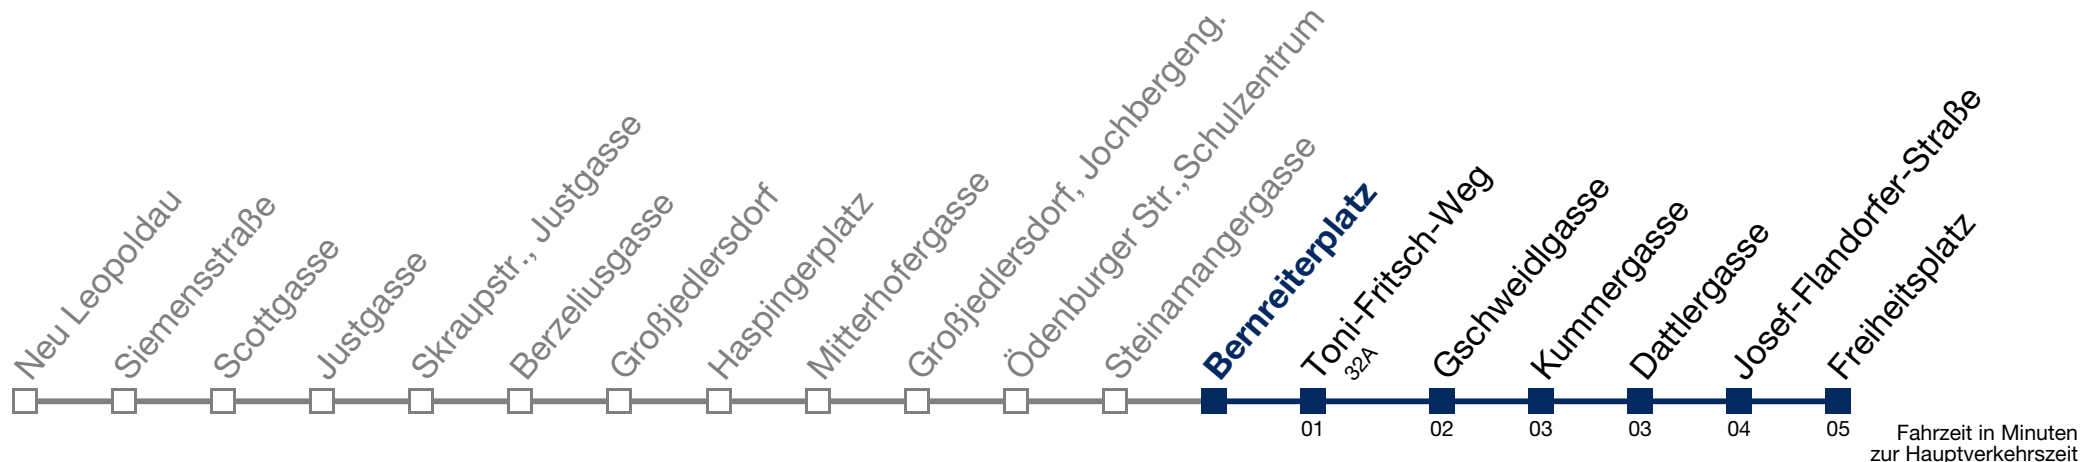 Neu Leopoldau
Siemensstraße
Scottgasse
Justgasse
Skraupstr., Justgasse
Berzeliusgasse
Großjedlersdorf
Haspingerplatz
Mitterhofergasse
Großjedlersdorf, Jochbergeng.
Ödenburger Str.,Schulzentrum
Steinamangergasse
Bernreiterplatz
Toni-Fritsch-Weg
32A
Gschweidlgasse
Kummergasse
Dattlergasse
Josef-Flandorfer-Straße
Freiheitsplatz
01
02
03
03
04
05
Fahrzeit in Minuten
zur Hauptverkehrszeit